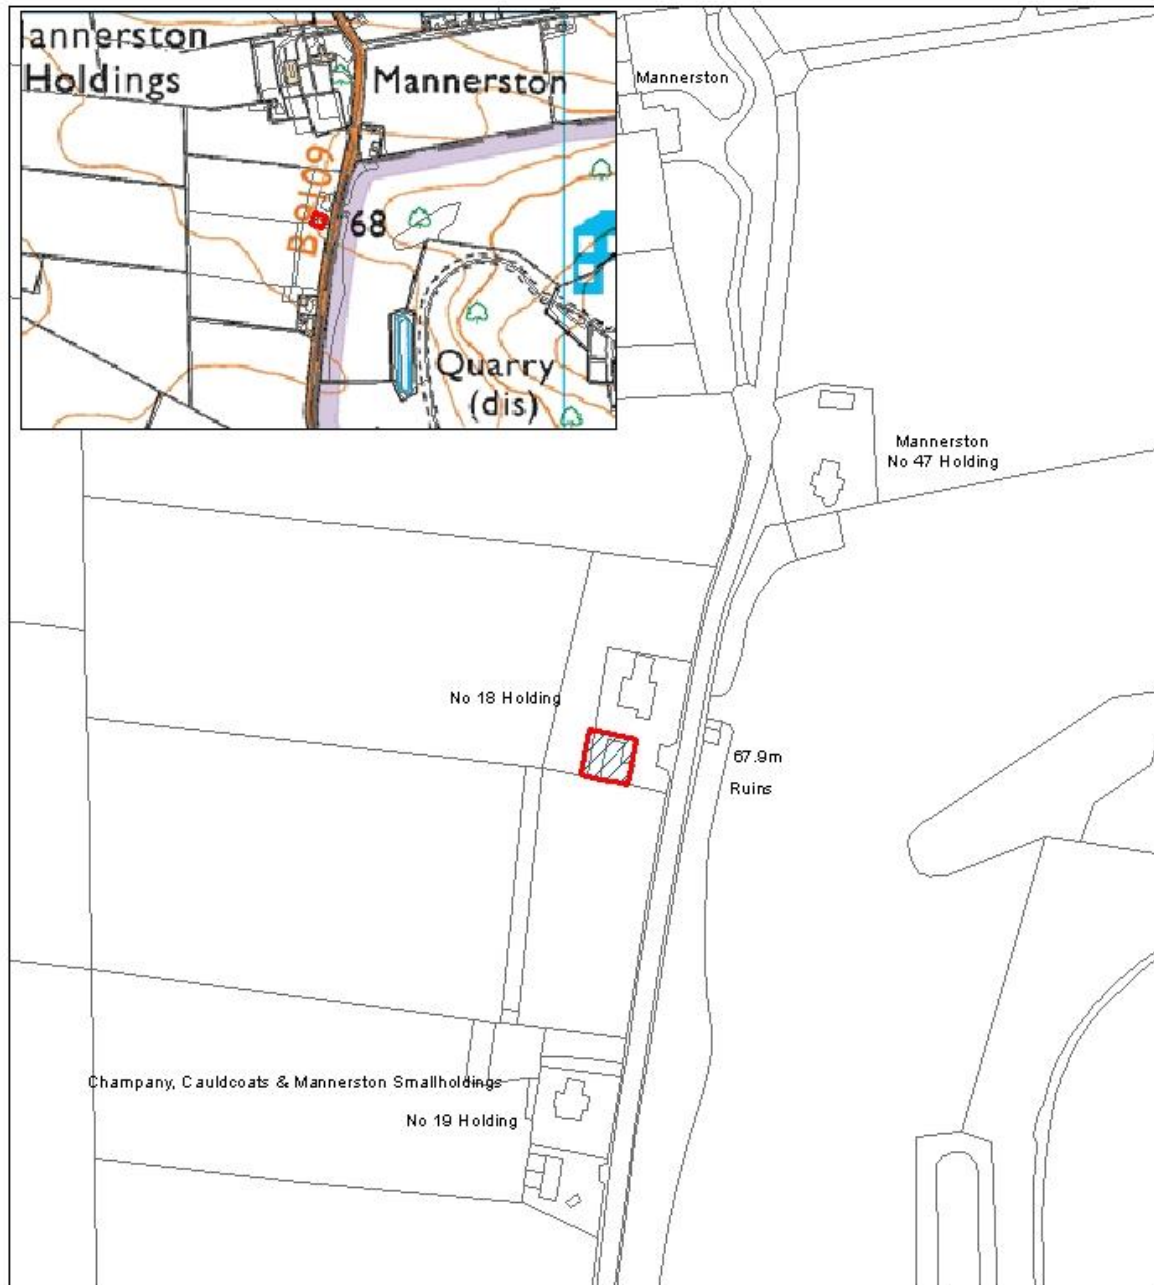 annerston
Holdings
Mannerston
B 9109
68
Quarry
(dis)
Mannerston
Mannerston
No 47 Holding
No 18 Holding
67.9m
Ruins
Champany, Cauldcoats & Mannerston Smallholdings
No 19 Holding